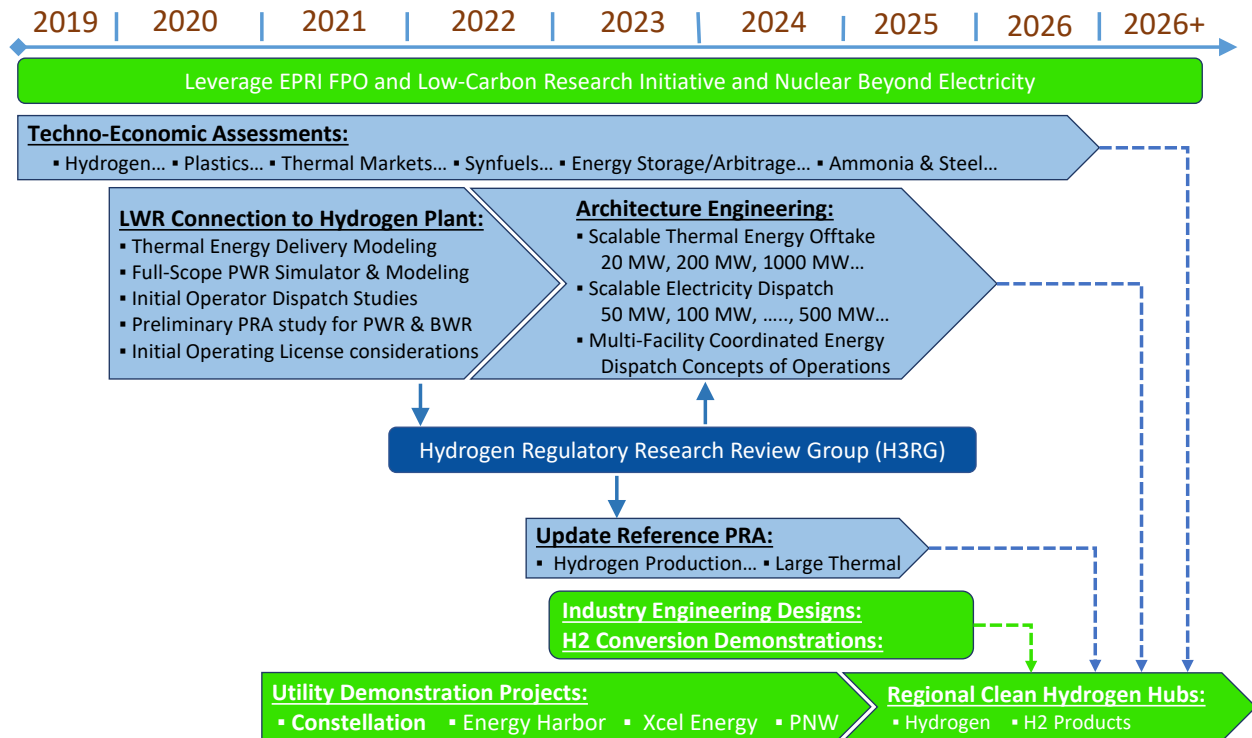 2019 2020 2021 2022 2023 2024 2025 2026 2026+
Leverage EPRI FPO and Low-Carbon Research Initiative and Nuclear Beyond Electricity
Techno-Economic Assessments:
▪ Hydrogen… ▪ Plastics… ▪ Thermal Markets… ▪ Synfuels… ▪ Energy Storage/Arbitrage… ▪ Ammonia & Steel…
LWR Connection to Hydrogen Plant:
▪ Thermal Energy Delivery Modeling
▪ Full-Scope PWR Simulator & Modeling
▪ Initial Operator Dispatch Studies
▪ Preliminary PRA study for PWR & BWR
▪ Initial Operating License considerations
Architecture Engineering:
▪ Scalable Thermal Energy Offtake
20 MW, 200 MW, 1000 MW…
▪ Scalable Electricity Dispatch
50 MW, 100 MW, ….., 500 MW…
▪ Multi-Facility Coordinated Energy
Dispatch Concepts of Operations
Hydrogen Regulatory Research Review Group (H3RG)
Update Reference PRA:
▪ Hydrogen Production… ▪ Large Thermal
Industry Engineering Designs:
H2 Conversion Demonstrations:
Utility Demonstration Projects:
▪ Constellation ▪ Energy Harbor ▪ Xcel Energy ▪ PNW
Regional Clean Hydrogen Hubs:
▪ Hydrogen ▪ H2 Products